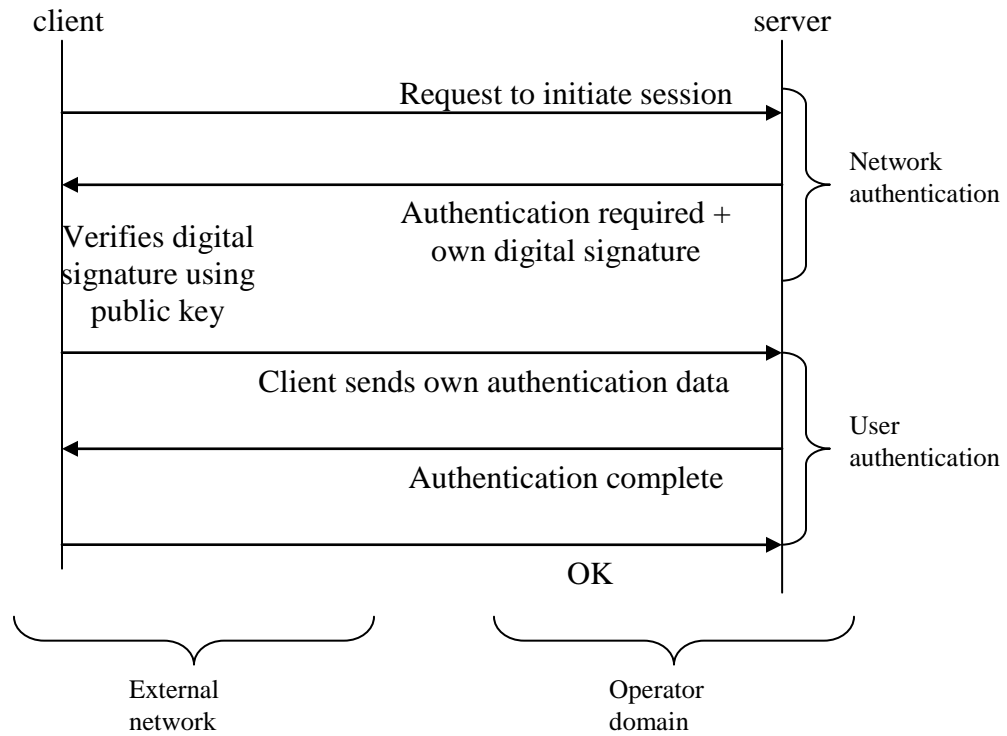 client
server
Request to initiate session
Network
authentication
Authentication required +
own digital signature
Verifies digital
signature using
public key
Client sends own authentication data
User
authentication
Authentication complete
OK
External
network
Operator
domain